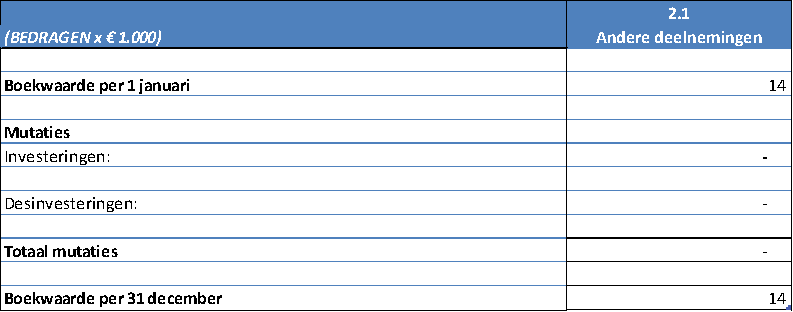 2.1
(BEDRAGEN x € 1.000) Andere deelnemingen
Boekwaarde per 1 januari 14
Mutaties
Investeringen: -
Desinvesteringen: -
Totaal mutaties -
Boekwaarde per 31 december 14